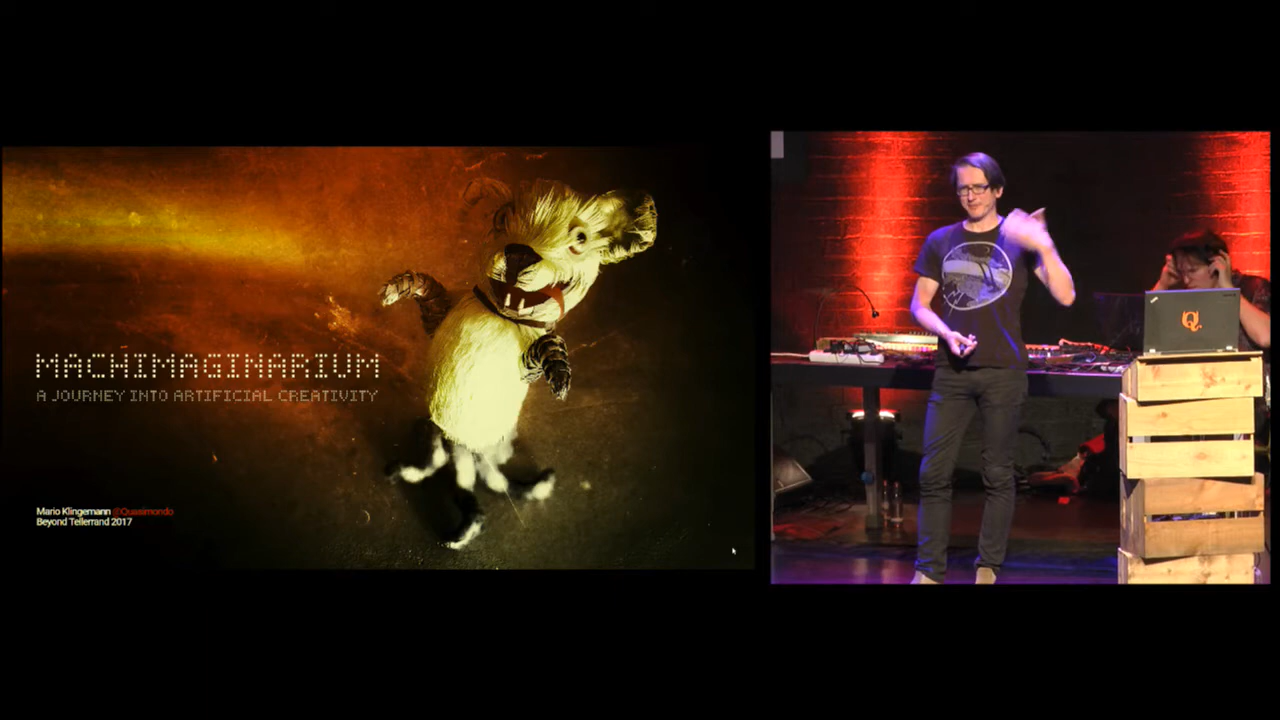 MACHIMAGINARIUM
A JOURNEY INTO ARTIFICIAL CREATIVITY
Mario Klingemann @Quasimondo
Beyond Tellerrand 2017
Q